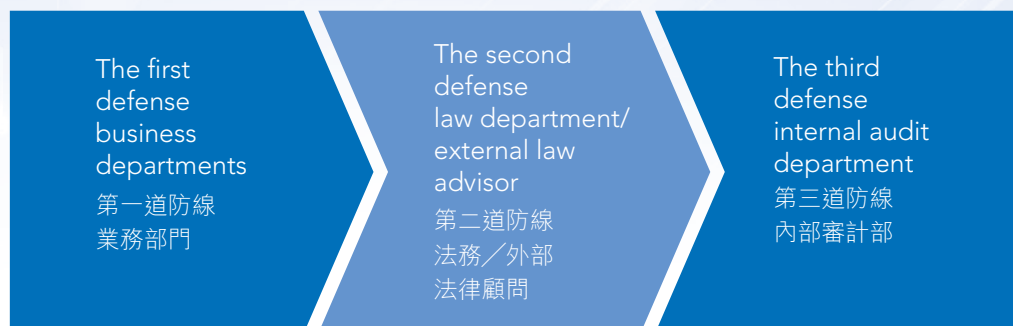 The first
defense
business
departments
第一道防線
業務部門
The second
defense
law department/
external law
advisor
第二道防線
法務／外部
法律顧問
The third
defense
internal audit
department
第三道防線
內部審計部